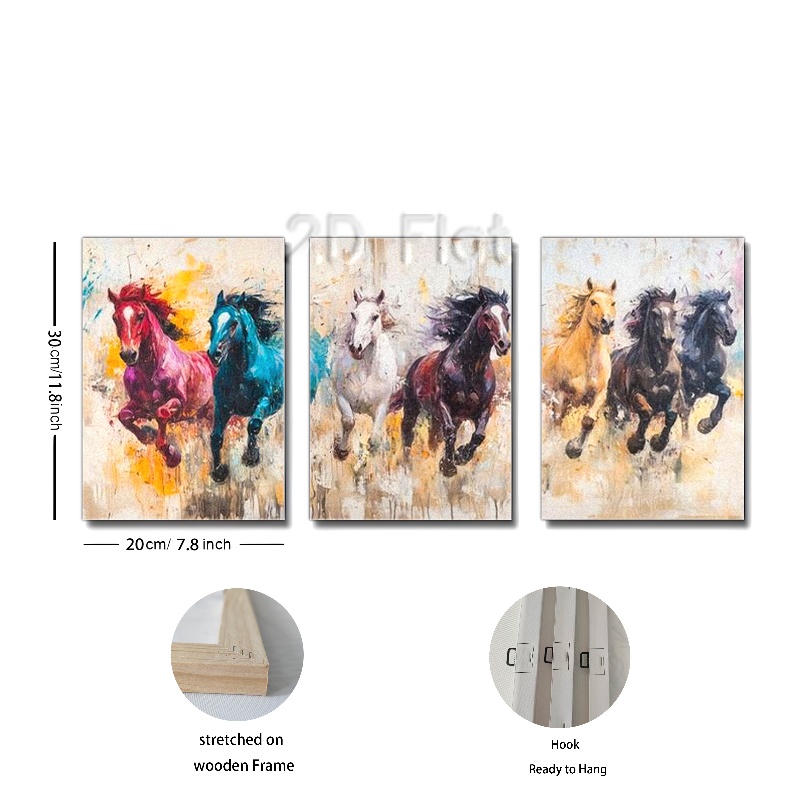 2D Flat
30cm/11.8inch
20cm/ 7.8 inch
stretched on
wooden Frame
Hook
Ready to Hang